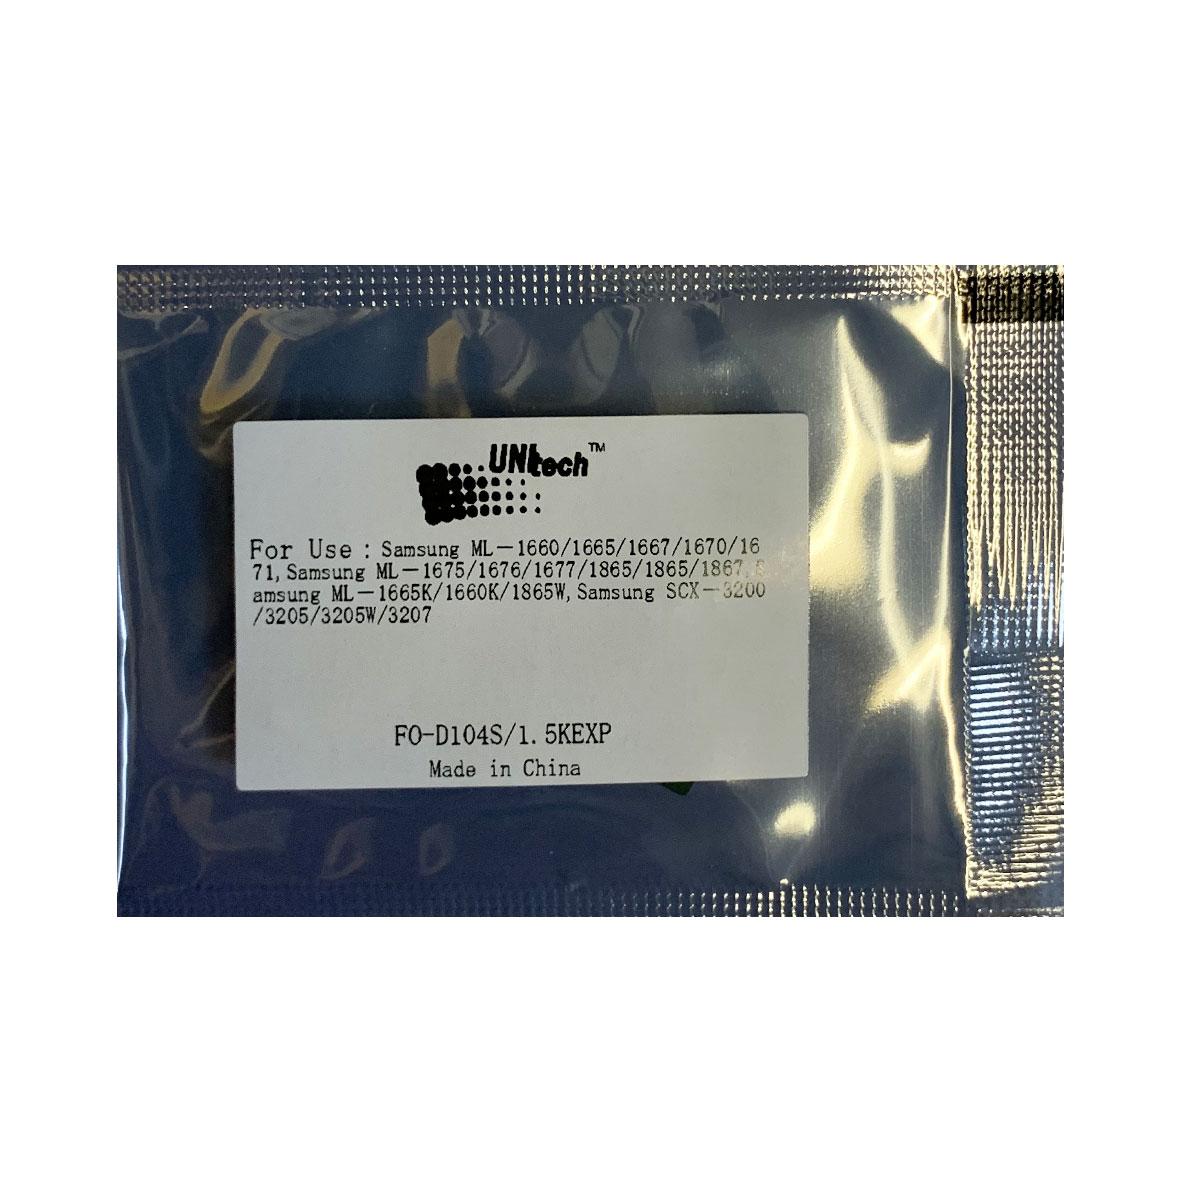 UNItech™
For Use : Samsung ML-1660/1665/1667/1670/16
71,Samsung ML-1675/1676/1677/1865/1865/1867,S
amsung ML-1665K/1660K/1865W,Samsung SCX-3200
/3205/3205W/3207
FO-D104S/1.5KEXP
Made in China